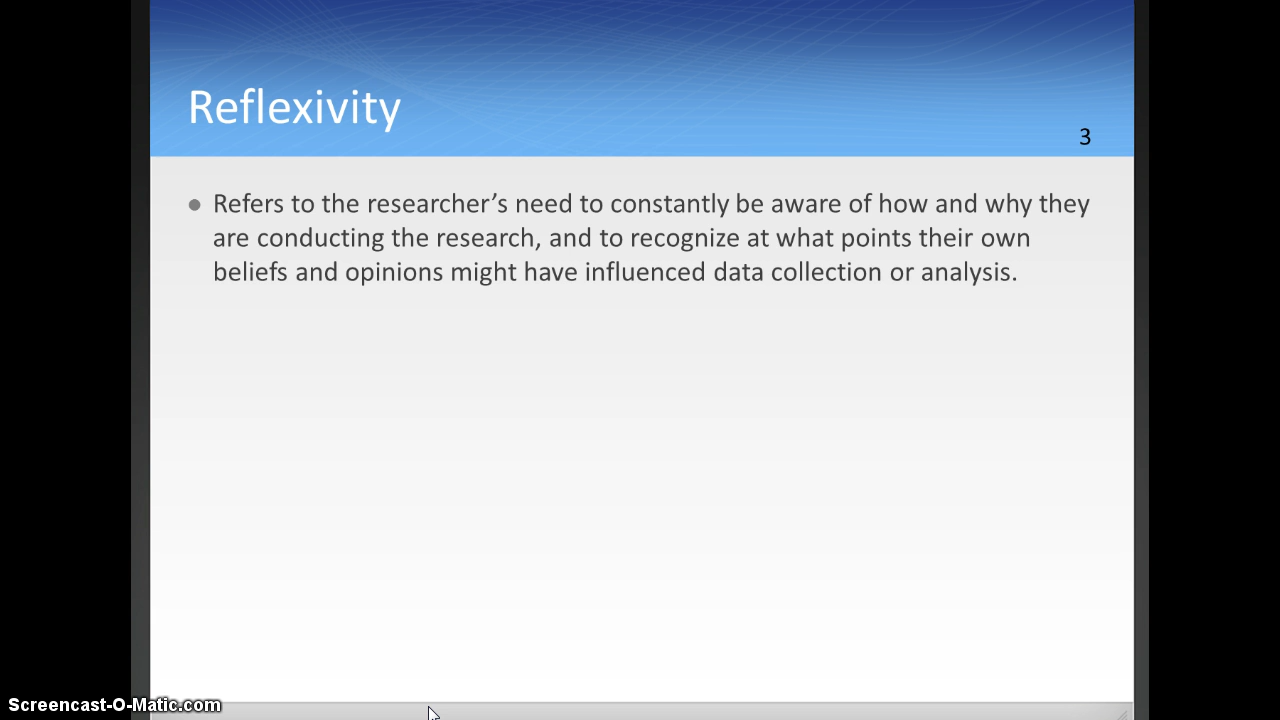 Reflexivity
3
● Refers to the researcher’s need to constantly be aware of how and why they
are conducting the research, and to recognize at what points their own
beliefs and opinions might have influenced data collection or analysis.
Screencast-O-Matic.com